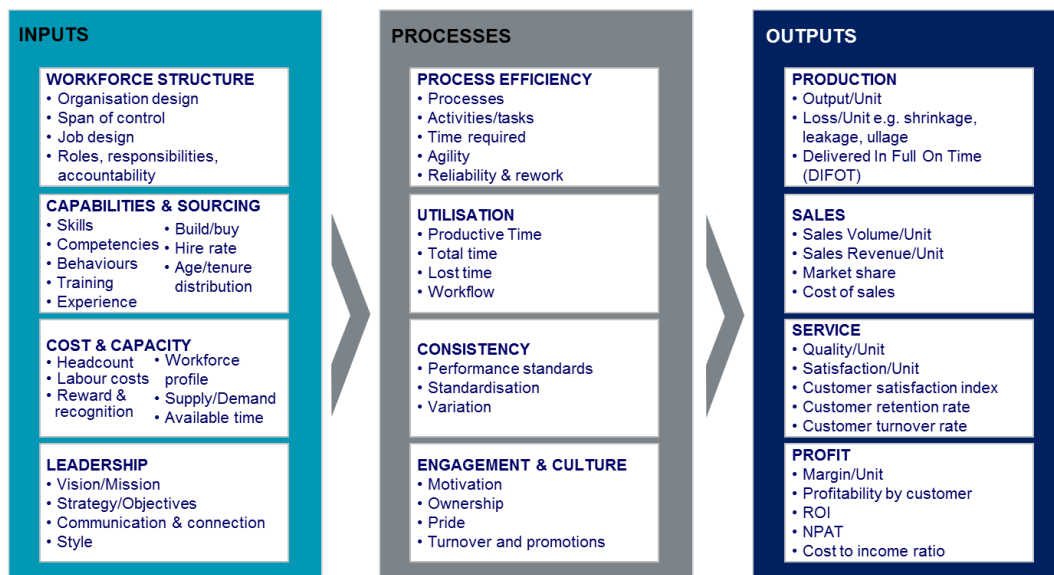 INPUTS
WORKFORCE STRUCTURE
• Organisation design
• Span of control
• Job design
• Roles, responsibilities,
accountability
CAPABILITIES & SOURCING
• Skills
• Competencies
• Behaviours
• Training
• Experience
• Build/buy
• Hire rate
• Age/tenure
distribution
COST & CAPACITY
• Headcount
• Labour costs
• Reward &
recognition
• Workforce
profile
• Supply/Demand
• Available time
LEADERSHIP
• Vision/Mission
• Strategy/Objectives
• Communication & connection
• Style
PROCESSES
PROCESS EFFICIENCY
• Processes
• Activities/tasks
• Time required
• Agility
• Reliability & rework
UTILISATION
• Productive Time
• Total time
• Lost time
• Workflow
CONSISTENCY
• Performance standards
• Standardisation
• Variation
ENGAGEMENT & CULTURE
• Motivation
• Ownership
• Pride
• Turnover and promotions
OUTPUTS
PRODUCTION
• Output/Unit
• Loss/Unit e.g. shrinkage,
leakage, ullage
• Delivered In Full On Time
(DIFOT)
SALES
• Sales Volume/Unit
• Sales Revenue/Unit
• Market share
• Cost of sales
SERVICE
• Quality/Unit
• Satisfaction/Unit
• Customer satisfaction index
• Customer retention rate
• Customer turnover rate
PROFIT
• Margin/Unit
• Profitability by customer
• ROI
• NPAT
• Cost to income ratio